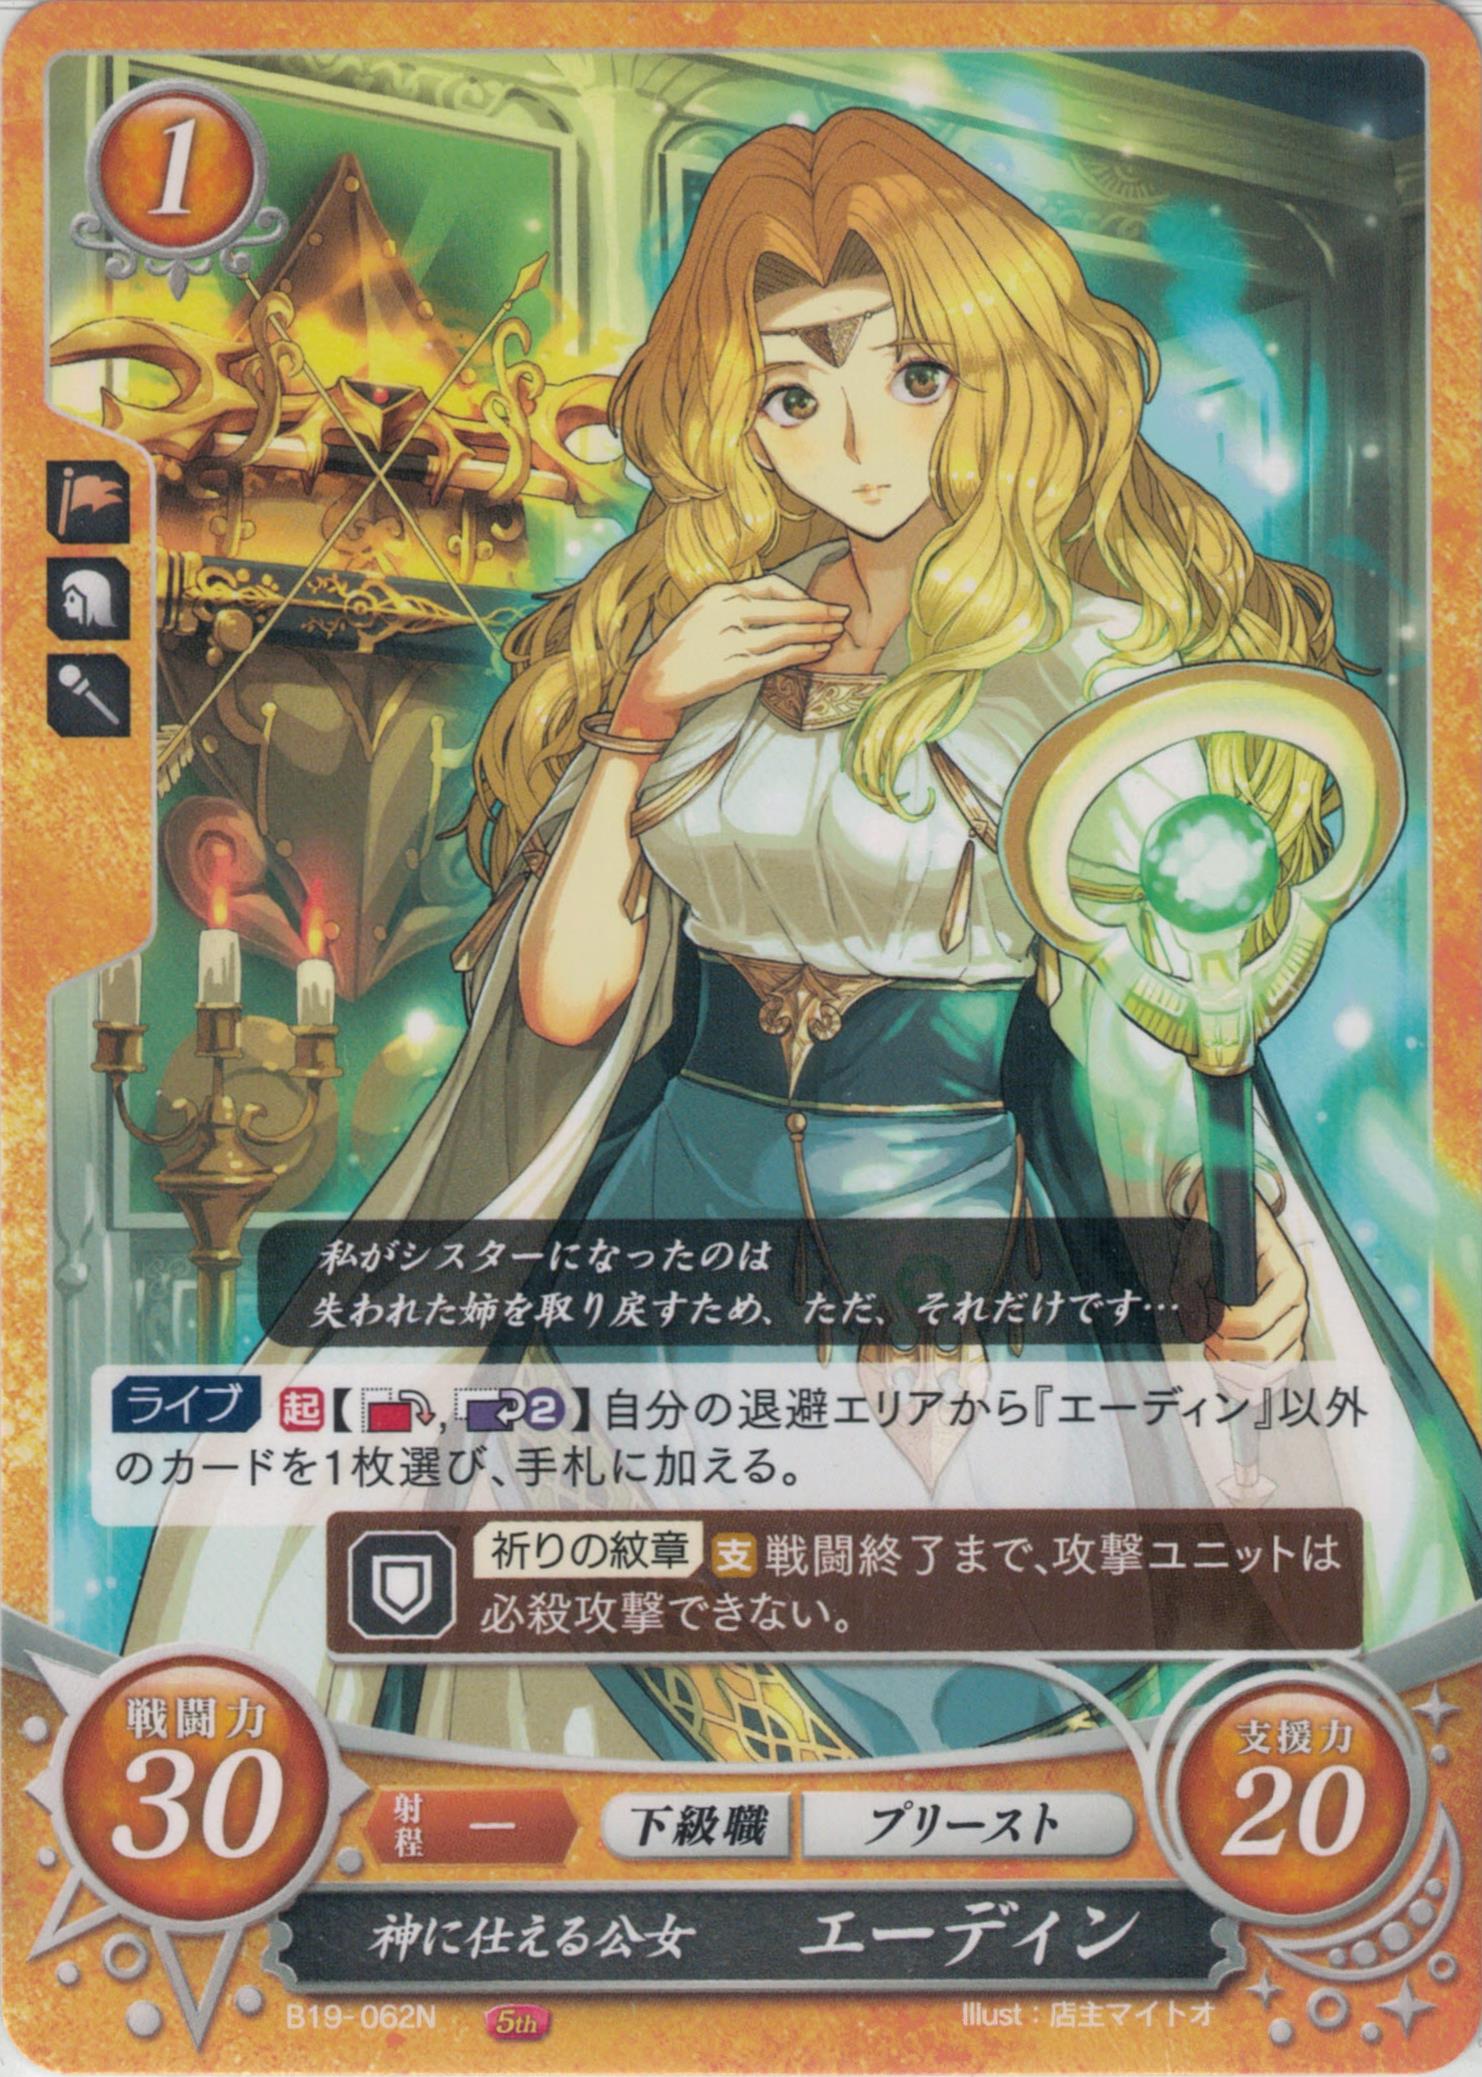 1
私がシスターになったのは
失われた姉を取り戻すため、ただ、それだけです…
ライブ 起【 , 2】自分の退避エリアから『エーディン』以外
のカードを1枚選び、手札に加える。
祈りの紋章 支 戦闘終了まで、攻撃ユニットは
必殺攻撃できない。
戦闘力
30
射程 ー
下級職 プリースト
支援力
20
神に仕える公女 エーディン
B19-062N 5th Illust：店主マイトオ